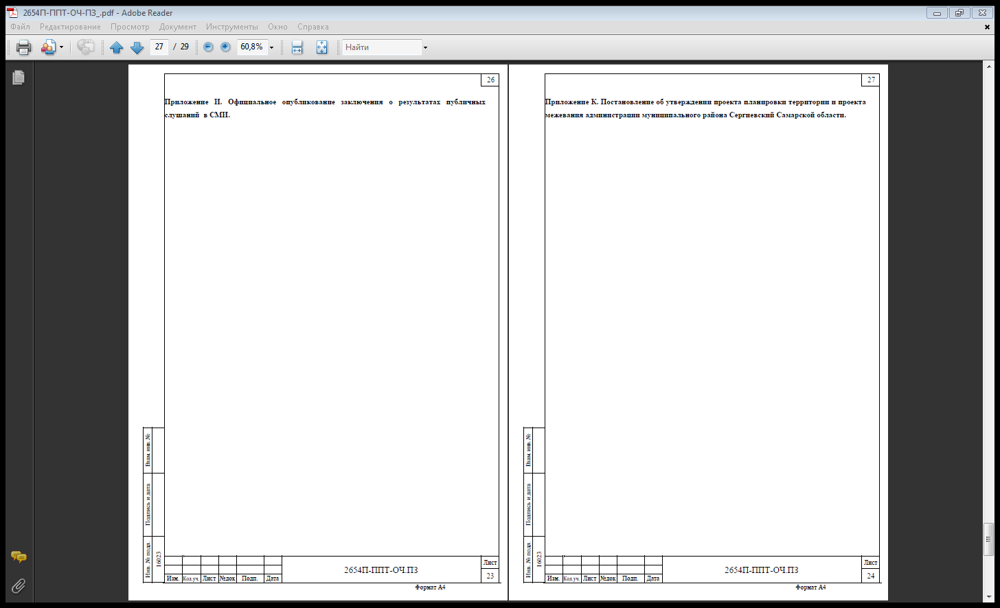 2654П-ППТ-ОЧ-ПЗ_.pdf - Adobe Reader
Файл Редактирование Просмотр Документ Инструменты Окно Справка
27 / 29 60,8% Найти
26
Приложение И. Официальное опубликование заключения о результатах публичных
слушаний в СМИ.
Взам. инв. №
Подпись и дата
Инв. № подл.
16023
Изм. Кол.уч. Лист №док Подп. Дата
2654П-ППТ-ОЧ.ПЗ
Лист
23
Формат А4
27
Приложение К. Постановление об утверждении проекта планировки территории и проекта
межевания администрации муниципального района Сергиевский Самарской области.
Взам. инв. №
Подпись и дата
Инв. № подл.
16023
Изм. Кол.уч. Лист №док Подп. Дата
2654П-ППТ-ОЧ.ПЗ
Лист
24
Формат А4